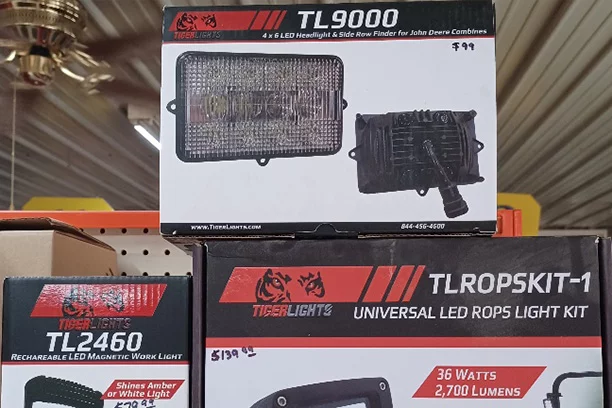 TIGERLIGHTS
TL9000
4 x 6 LED Headlight & Side Row Finder for John Deere Combines
www.TigerLights.com
844-456-4600
TIGERLIGHTS
TLROPSKIT-1
UNIVERSAL LED ROPS LIGHT KIT
$139 99
36 WATTS
2,700 LUMENS
TIGERLIGHTS
TL2460
RECHAREABLE LED MAGNETIC WORK LIGHT
Shines Amber
or White Light